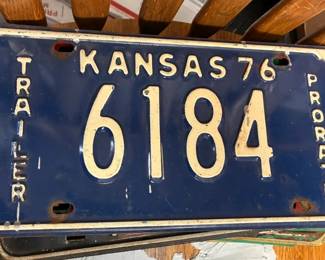 KANSAS 76
TRAILER
6184
PRORA